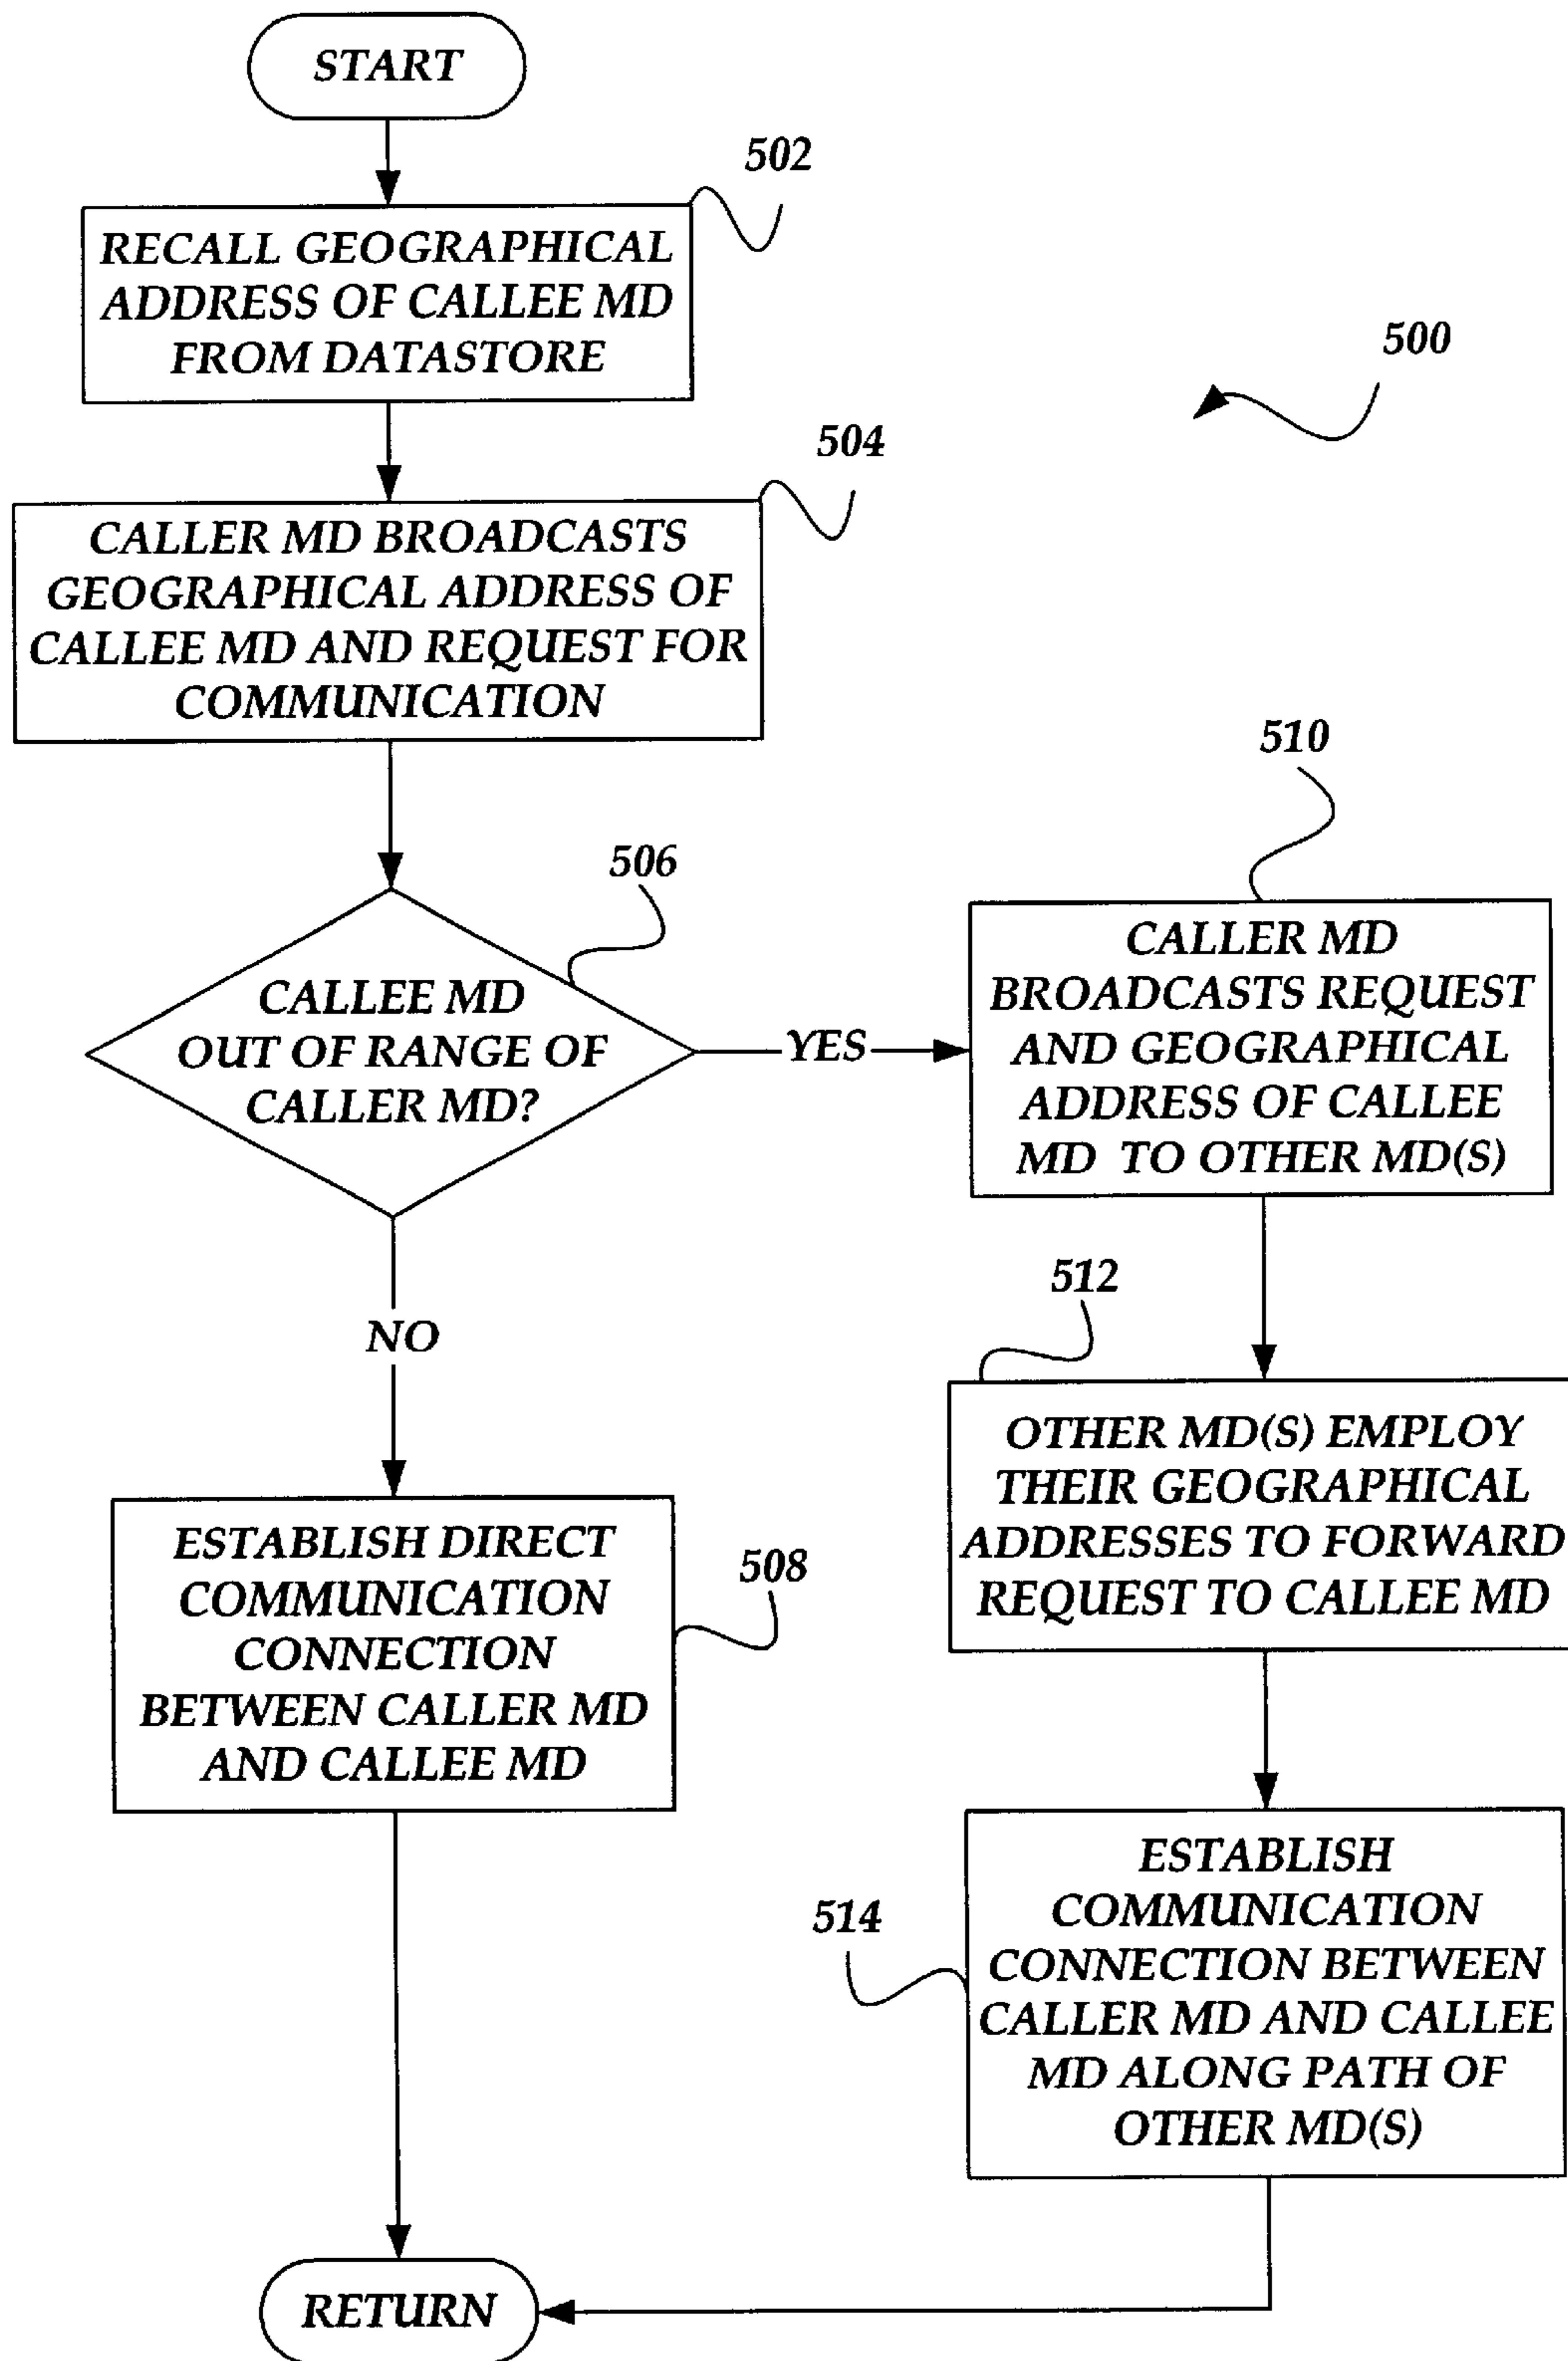 START
502
RECALL GEOGRAPHICAL
ADDRESS OF CALLEE MD
FROM DATASTORE
500
504
CALLER MD BROADCASTS
GEOGRAPHICAL ADDRESS OF
CALLEE MD AND REQUEST FOR
COMMUNICATION
506
CALLEE MD
OUT OF RANGE OF
CALLER MD?
YES
510
CALLER MD
BROADCASTS REQUEST
AND GEOGRAPHICAL
ADDRESS OF CALLEE
MD TO OTHER MD(S)
NO
512
OTHER MD(S) EMPLOY
THEIR GEOGRAPHICAL
ADDRESSES TO FORWARD
REQUEST TO CALLEE MD
508
ESTABLISH DIRECT
COMMUNICATION
CONNECTION
BETWEEN CALLER MD
AND CALLEE MD
514
ESTABLISH
COMMUNICATION
CONNECTION BETWEEN
CALLER MD AND CALLEE
MD ALONG PATH OF
OTHER MD(S)
RETURN